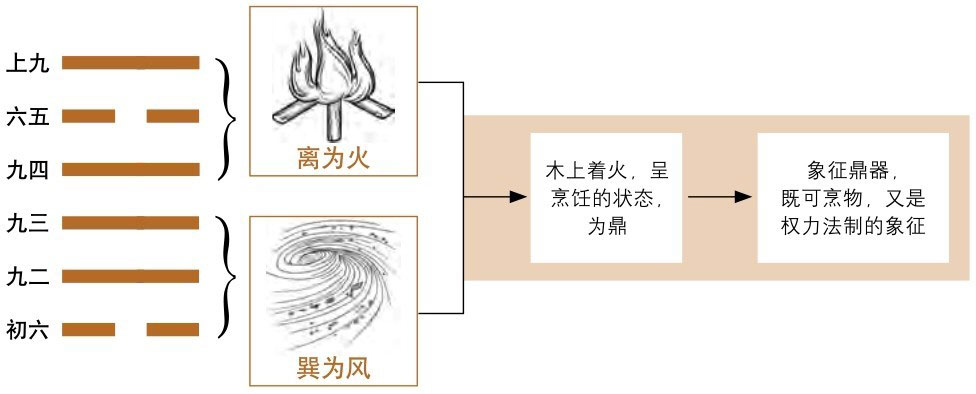 上九
六五
九四
九三
九二
初六
离为火
巽为风
木上着火，呈
烹饪的状态，
为鼎
象征鼎器，
既可烹物，又是
权力法制的象征